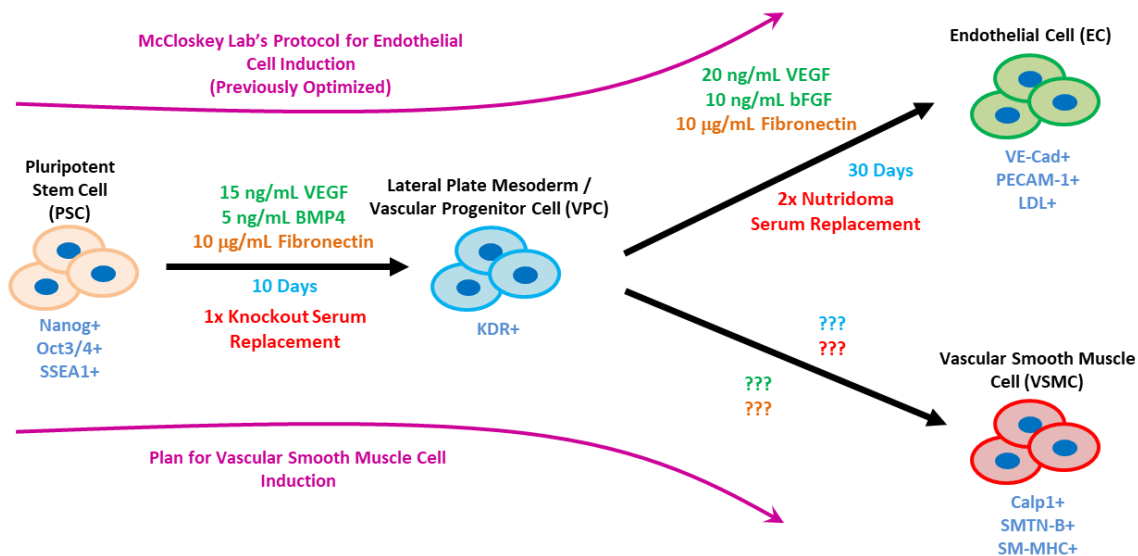 McCloskey Lab's Protocol for Endothelial
Cell Induction
(Previously Optimized)
Pluripotent
Stem Cell
(PSC)
Nanog+
Oct3/4+
SSEA1+
15 ng/mL VEGF
5 ng/mL BMP4
10 μg/mL Fibronectin
10 Days
1x Knockout Serum
Replacement
Lateral Plate Mesoderm /
Vascular Progenitor Cell (VPC)
KDR+
20 ng/mL VEGF
10 ng/mL bFGF
10 μg/mL Fibronectin
30 Days
2x Nutridoma
Serum Replacement
Endothelial Cell (EC)
VE-Cad+
PECAM-1+
LDL+
???
???
???
???
Vascular Smooth Muscle
Cell (VSMC)
Calp1+
SMTN-B+
SM-MHC+
Plan for Vascular Smooth Muscle Cell
Induction